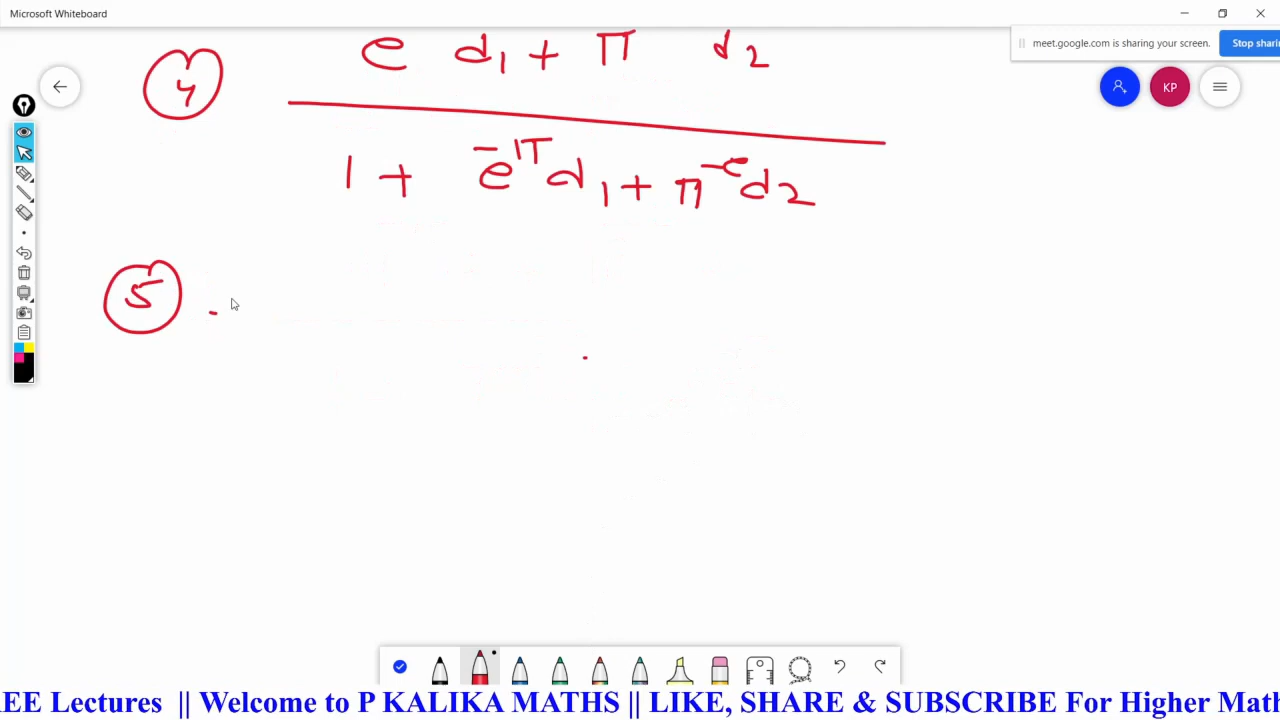 Microsoft Whiteboard
meet.google.com is sharing your screen.
Stop shari
KP
4
e d1 + π d2
1 + e^-π d1 + π^-e d2
5 .
EE Lectures || Welcome to P KALIKA MATHS || LIKE, SHARE & SUBSCRIBE For Higher Mat